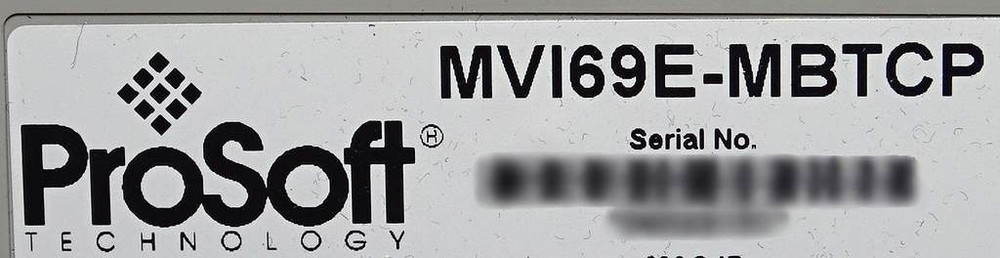 MVI69E-MBTCP
Serial No.
ProSoft®
TECHNOLOGY